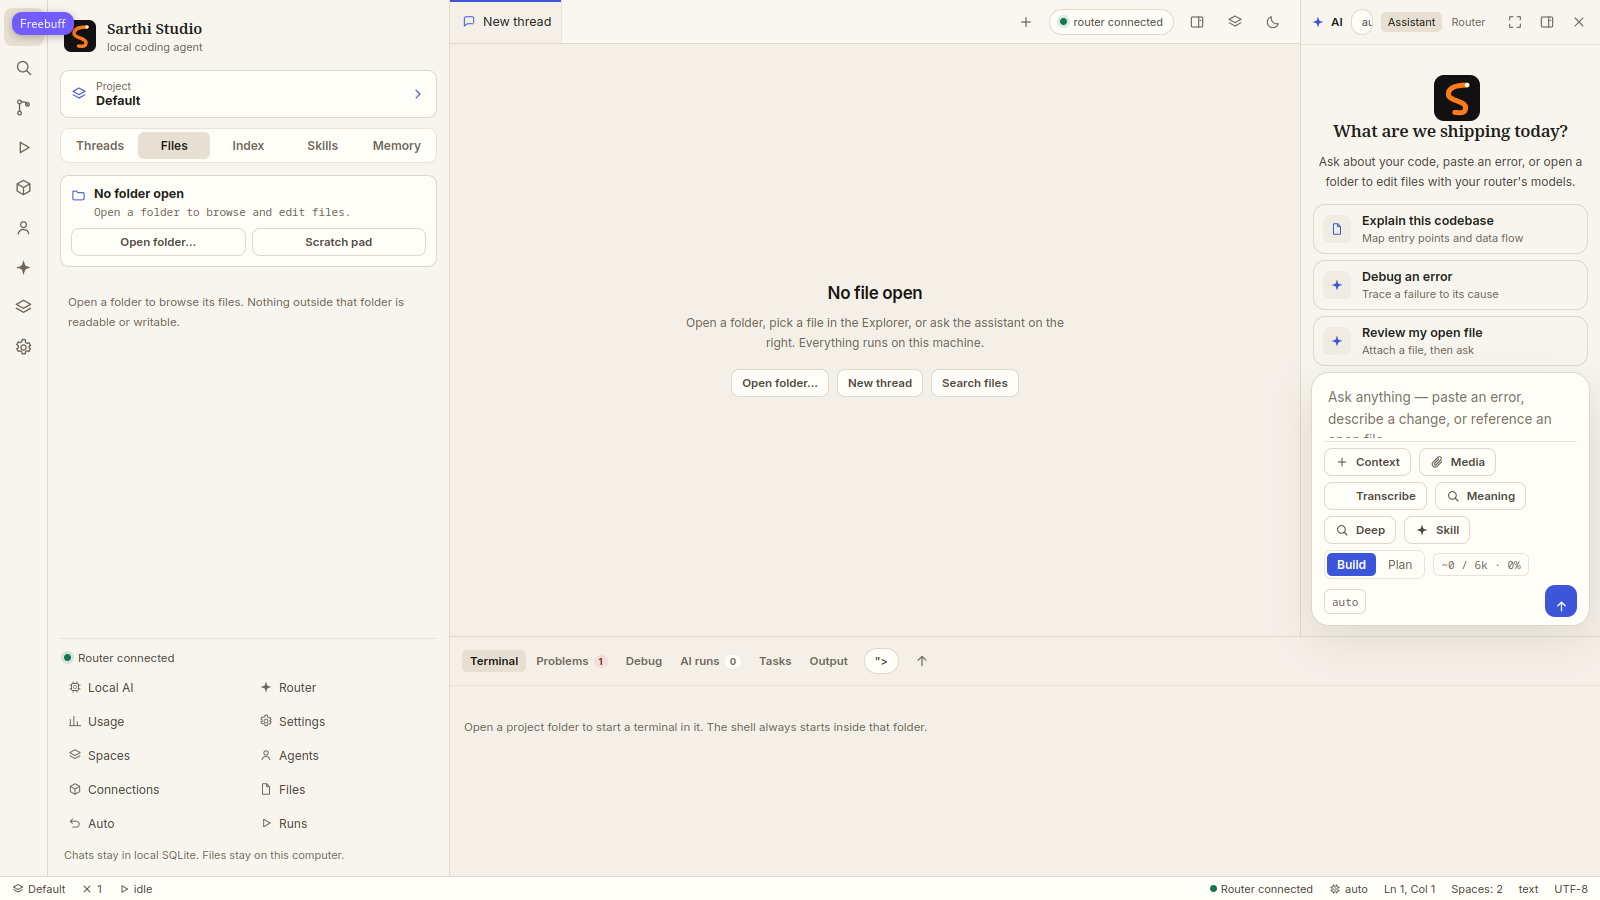 Freebuff
Sarthi Studio
local coding agent
Project
Default
Threads Files Index Skills Memory
No folder open
Open a folder to browse and edit files.
Open folder... Scratch pad
Open a folder to browse its files. Nothing outside that folder is
readable or writable.
Router connected
Local AI Router
Usage Settings
Spaces Agents
Connections Files
Auto Runs
Chats stay in local SQLite. Files stay on this computer.
New thread
router connected
No file open
Open a folder, pick a file in the Explorer, or ask the assistant on the
right. Everything runs on this machine.
Open folder... New thread Search files
Terminal Problems 1 Debug AI runs 0 Tasks Output ">
Open a project folder to start a terminal in it. The shell always starts inside that folder.
AI Assistant Router
What are we shipping today?
Ask about your code, paste an error, or open a
folder to edit files with your router's models.
Explain this codebase
Map entry points and data flow
Debug an error
Trace a failure to its cause
Review my open file
Attach a file, then ask
Ask anything — paste an error,
describe a change, or reference an
open file
Context Media
Transcribe Meaning
Deep Skill
Build Plan ~0 / 6k · 0%
auto
Default 1 idle
Router connected auto Ln 1, Col 1 Spaces: 2 text UTF-8